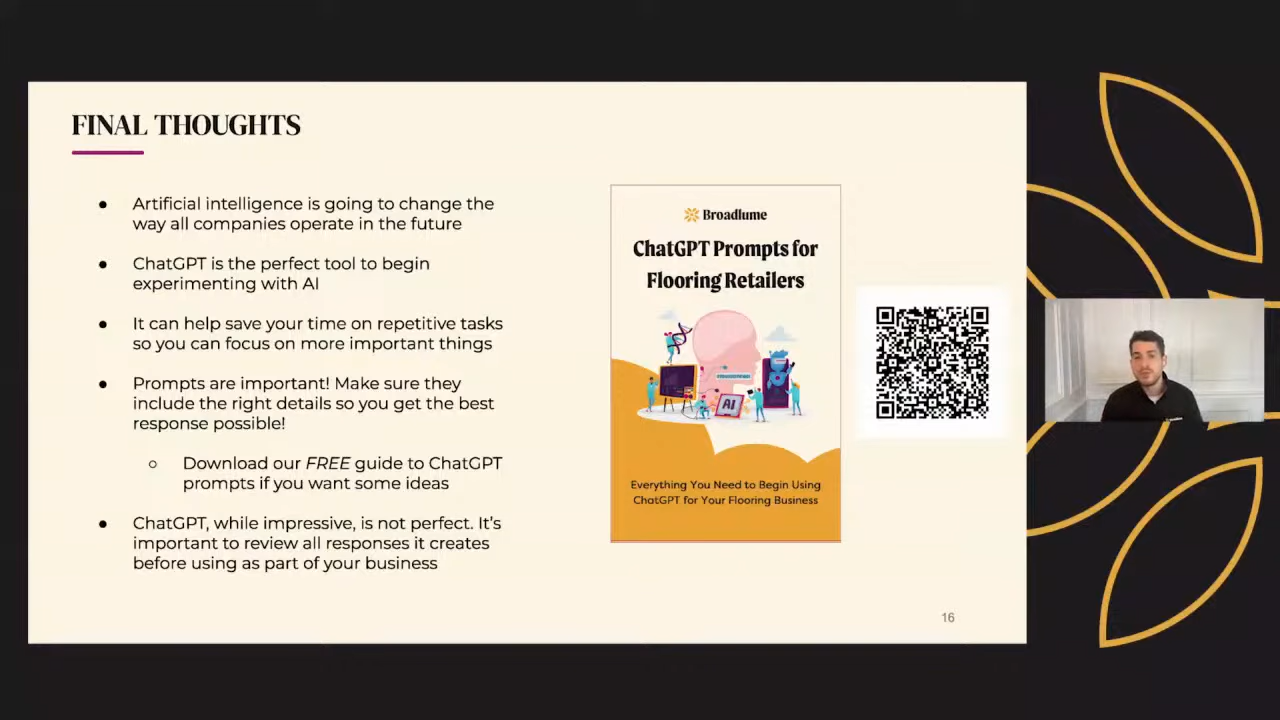 FINAL THOUGHTS
● Artificial intelligence is going to change the
way all companies operate in the future
● ChatGPT is the perfect tool to begin
experimenting with AI
● It can help save your time on repetitive tasks
so you can focus on more important things
● Prompts are important! Make sure they
include the right details so you get the best
response possible!
○ Download our FREE guide to ChatGPT
prompts if you want some ideas
● ChatGPT, while impressive, is not perfect. It's
important to review all responses it creates
before using as part of your business
Broadlume
ChatGPT Prompts for
Flooring Retailers
AI
Everything You Need to Begin Using
ChatGPT for Your Flooring Business
16